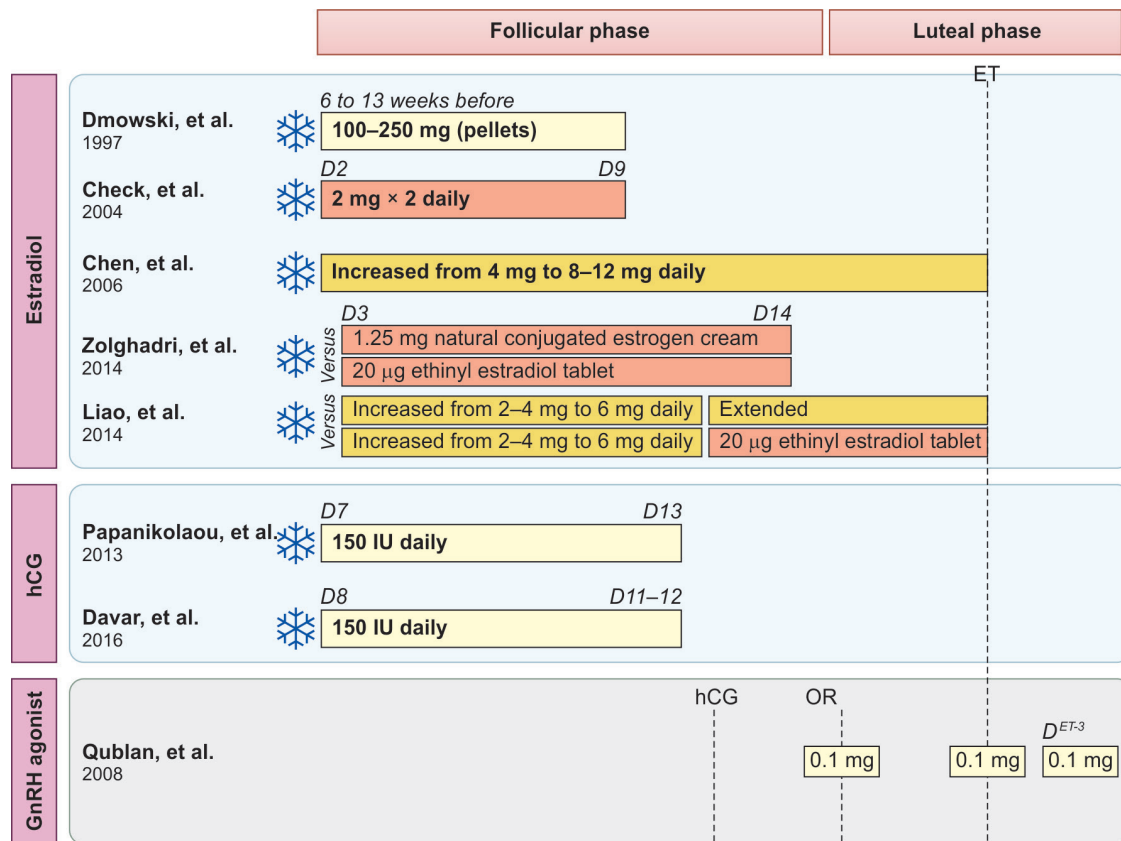 Follicular phase
Luteal phase
ET
Estradiol
6 to 13 weeks before
Dmowski, et al.
1997
100–250 mg (pellets)
D2
D9
Check, et al.
2004
2 mg × 2 daily
Chen, et al.
2006
Increased from 4 mg to 8–12 mg daily
D3
D14
Zolghadri, et al.
2014
Versus
1.25 mg natural conjugated estrogen cream
20 μg ethinyl estradiol tablet
Liao, et al.
2014
Versus
Increased from 2–4 mg to 6 mg daily
Extended
Increased from 2–4 mg to 6 mg daily
20 μg ethinyl estradiol tablet
hCG
D7
D13
Papanikolaou, et al.
2013
150 IU daily
D8
D11–12
Davar, et al.
2016
150 IU daily
GnRH agonist
hCG
OR
D^ET-3
Qublan, et al.
2008
0.1 mg
0.1 mg
0.1 mg